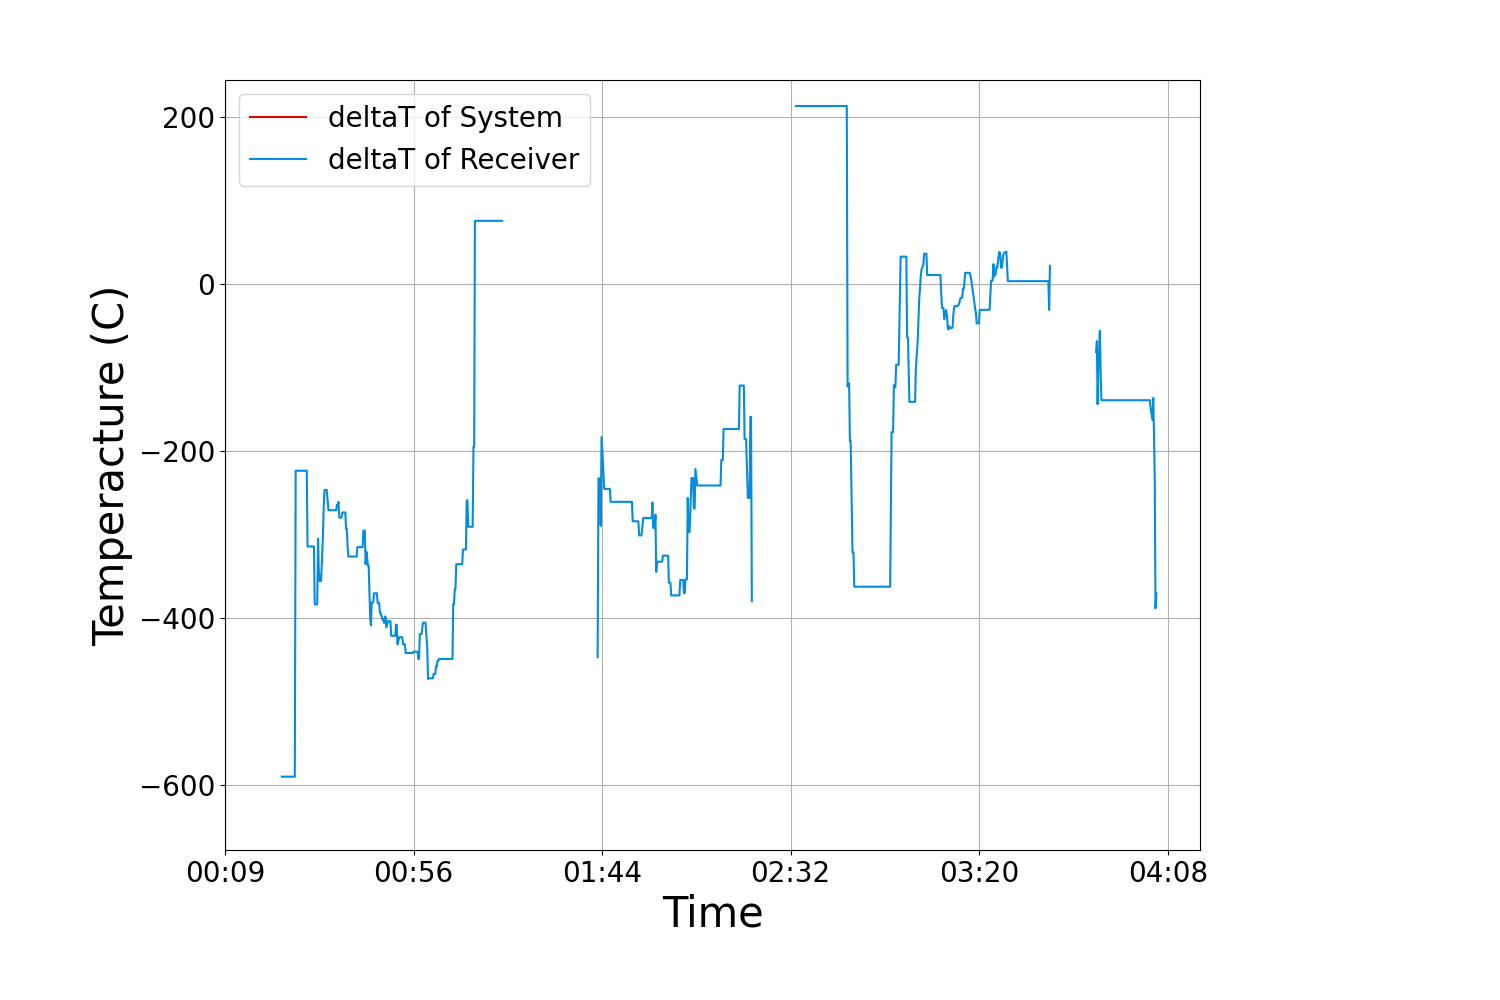 deltaT of System
deltaT of Receiver
200
0
−200
−400
−600
Temperacture (C)
00:09 00:56 01:44 02:32 03:20 04:08
Time